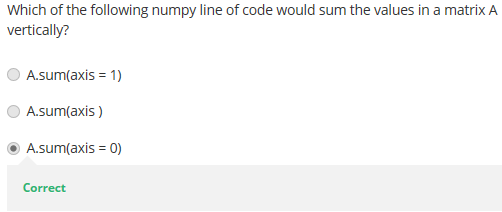 Which of the following numpy line of code would sum the values in a matrix A
vertically?
A.sum(axis = 1)
A.sum(axis )
A.sum(axis = 0)
Correct